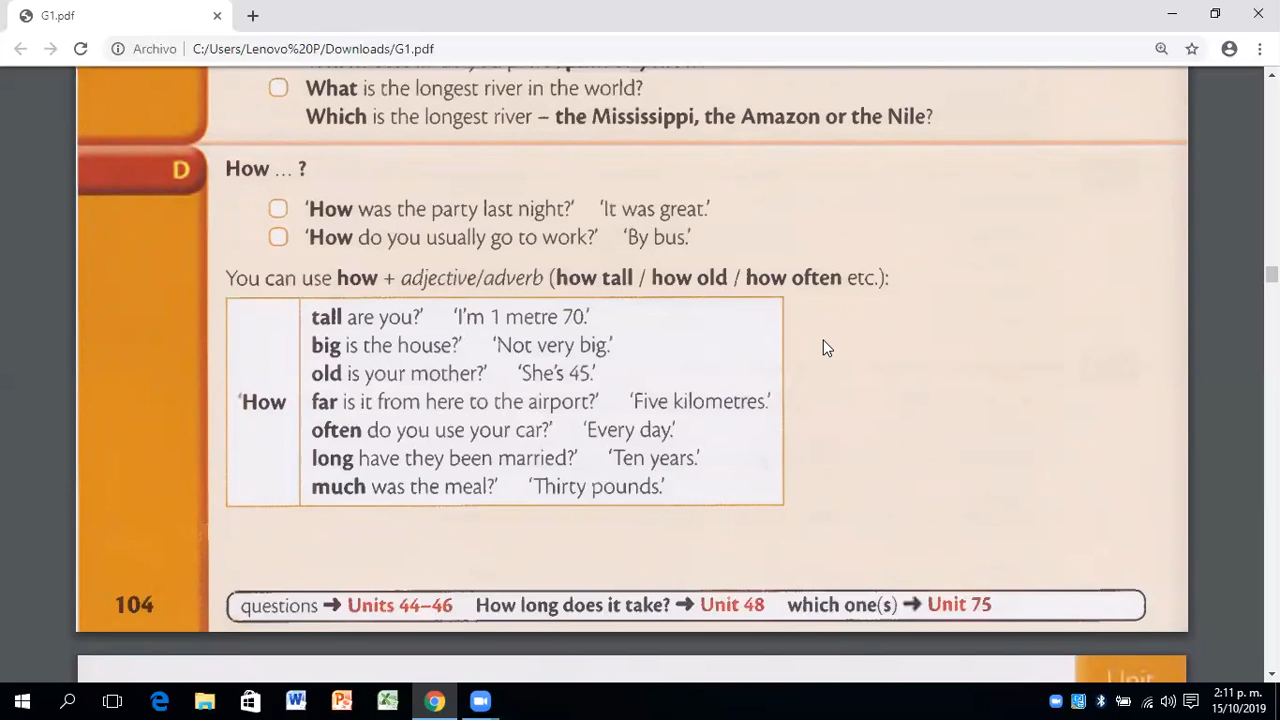 G1.pdf
Archivo
C:/Users/Lenovo%20P/Downloads/G1.pdf
What is the longest river in the world?
Which is the longest river – the Mississippi, the Amazon or the Nile?
D
How ... ?
‘How was the party last night?’ ‘It was great.’
‘How do you usually go to work?’ ‘By bus.’
You can use how + adjective/adverb (how tall / how old / how often etc.):
‘How
tall are you?’ ‘I’m 1 metre 70.’
big is the house?’ ‘Not very big.’
old is your mother?’ ‘She’s 45.’
far is it from here to the airport?’ ‘Five kilometres.’
often do you use your car?’ ‘Every day.’
long have they been married?’ ‘Ten years.’
much was the meal?’ ‘Thirty pounds.’
104
questions → Units 44–46 How long does it take? → Unit 48 which one(s) → Unit 75
Unit
2:11 p. m.
15/10/2019